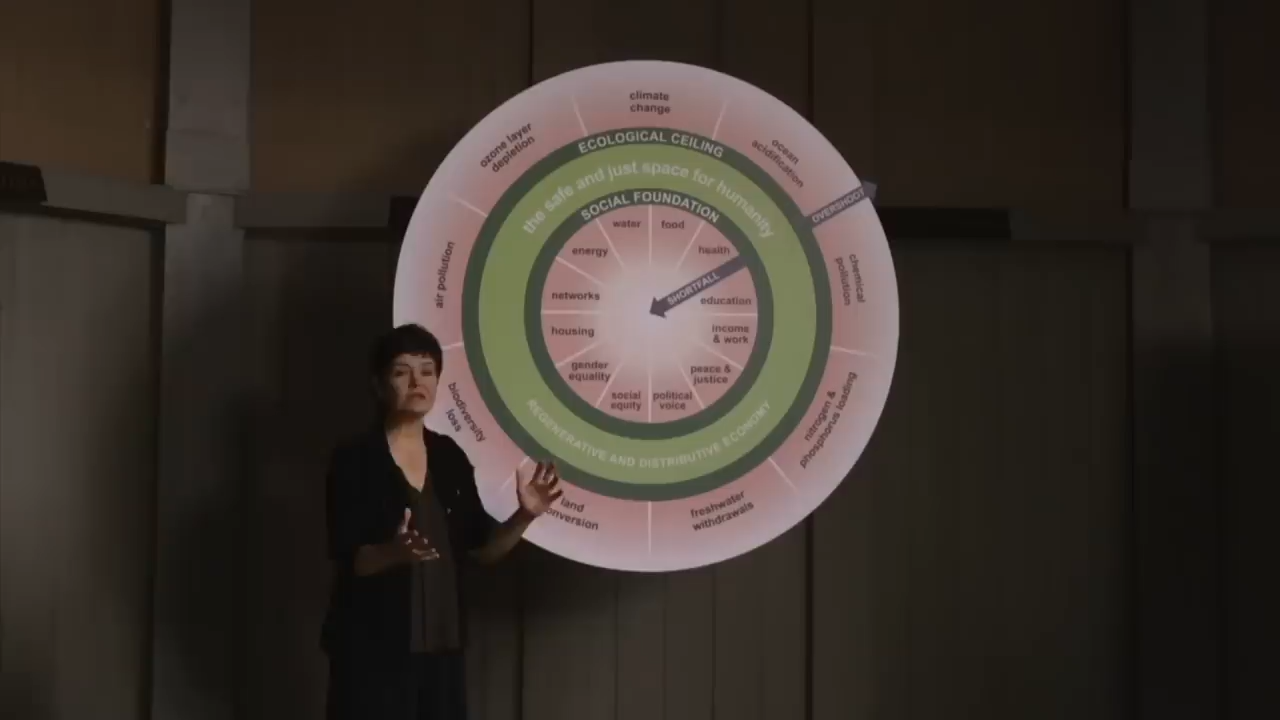 climate
change
ozone layer
depletion
ocean
acidification
ECOLOGICAL CEILING
the safe and just space for humanity
SOCIAL FOUNDATION
OVERSHOOT
water
food
energy
health
air pollution
chemical
pollution
SHORTFALL
networks
education
housing
income
& work
gender
equality
peace &
justice
social
equity
political
voice
biodiversity
loss
nitrogen &
phosphorus loading
REGENERATIVE AND DISTRIBUTIVE ECONOMY
land
onversion
freshwater
withdrawals